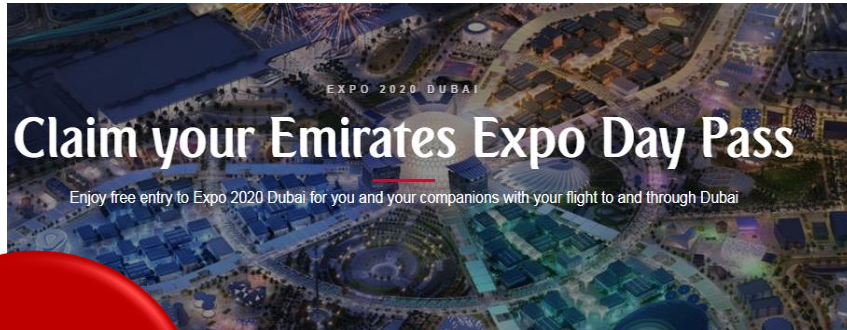 EXPO 2020 DUBAI
Claim your Emirates Expo Day Pass
Enjoy free entry to Expo 2020 Dubai for you and your companions with your flight to and through Dubai